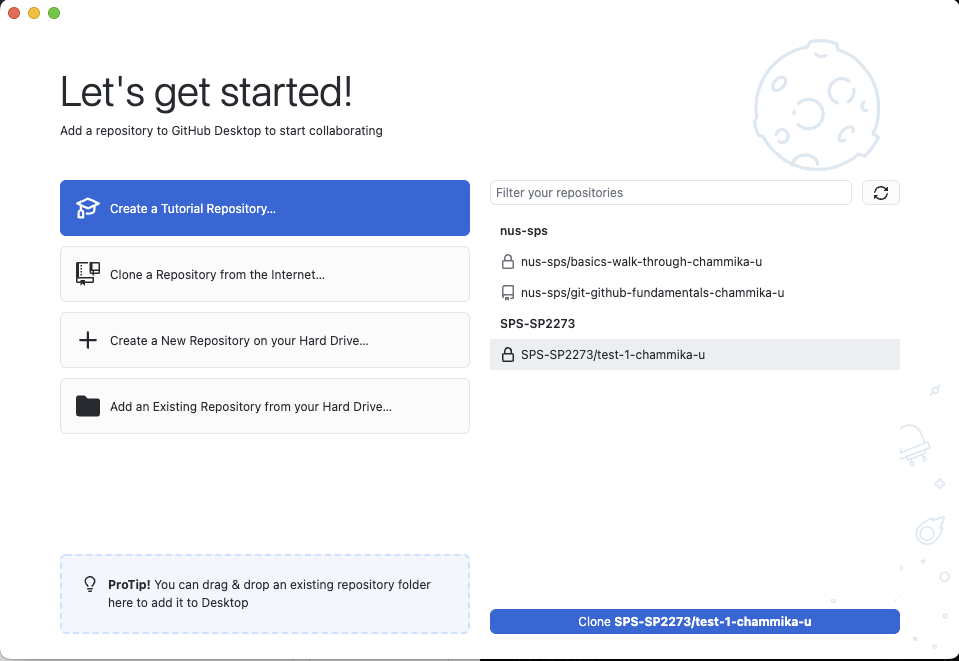 Let's get started!
Add a repository to GitHub Desktop to start collaborating
Create a Tutorial Repository...
Clone a Repository from the Internet...
Create a New Repository on your Hard Drive...
Add an Existing Repository from your Hard Drive...
ProTip! You can drag & drop an existing repository folder
here to add it to Desktop
Filter your repositories
nus-sps
nus-sps/basics-walk-through-chammika-u
nus-sps/git-github-fundamentals-chammika-u
SPS-SP2273
SPS-SP2273/test-1-chammika-u
Clone SPS-SP2273/test-1-chammika-u